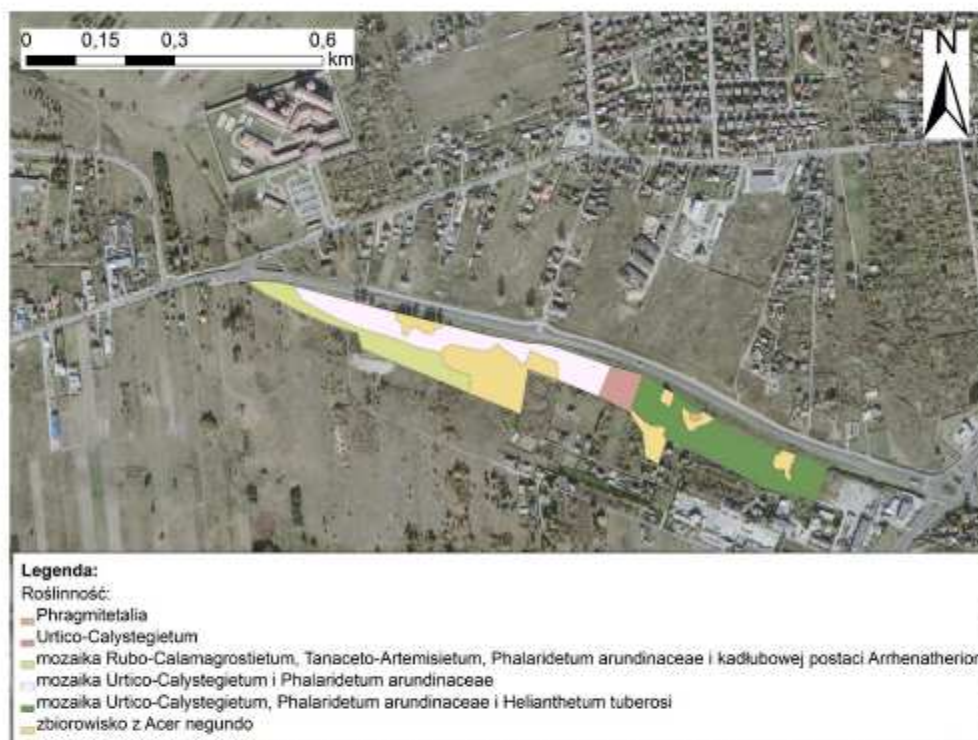 0 0,15 0,3 0,6
km
N
Legenda:
Roślinność:
Phragmitetalia
Urtico-Calystegietum
mozaika Rubo-Calamagrostietum, Tanaceto-Artemisietum, Phalaridetum arundinaceae i kadłubowej postaci Arrhenatherion
mozaika Urtico-Calystegietum i Phalaridetum arundinaceae
mozaika Urtico-Calystegietum, Phalaridetum arundinaceae i Helianthetum tuberosi
zbiorowisko z Acer negundo